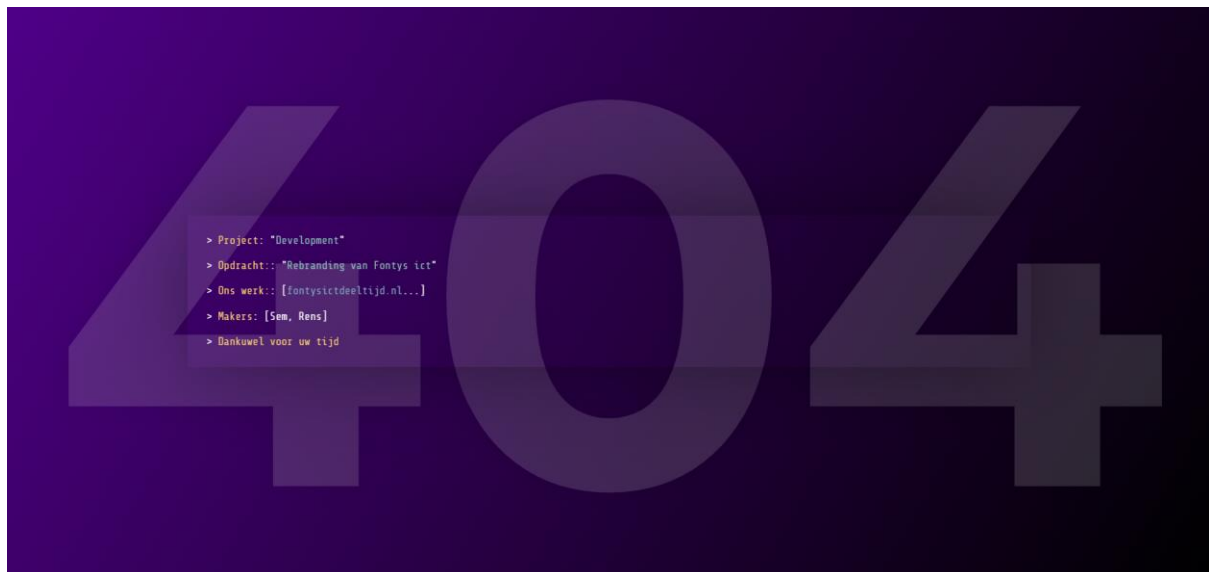 404
> Project: "Development"
> Opdracht:: "Rebranding van Fontys ict"
> Ons werk:: [fontysictdeeltijd.nl...]
> Makers: [Sem, Rens]
> Dankuwel voor uw tijd